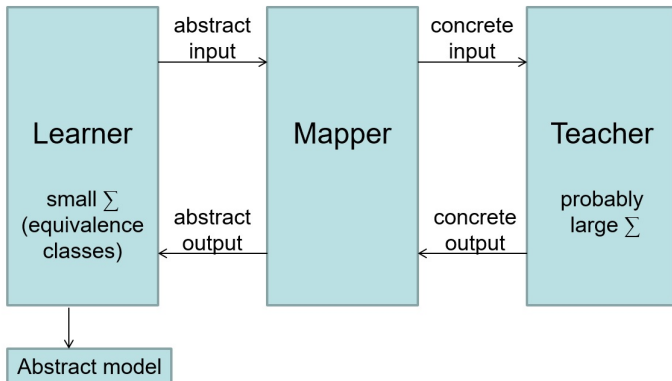 abstract
input
concrete
input
Learner
Mapper
Teacher
small ∑
(equivalence
classes)
abstract
output
concrete
output
probably
large ∑
Abstract model